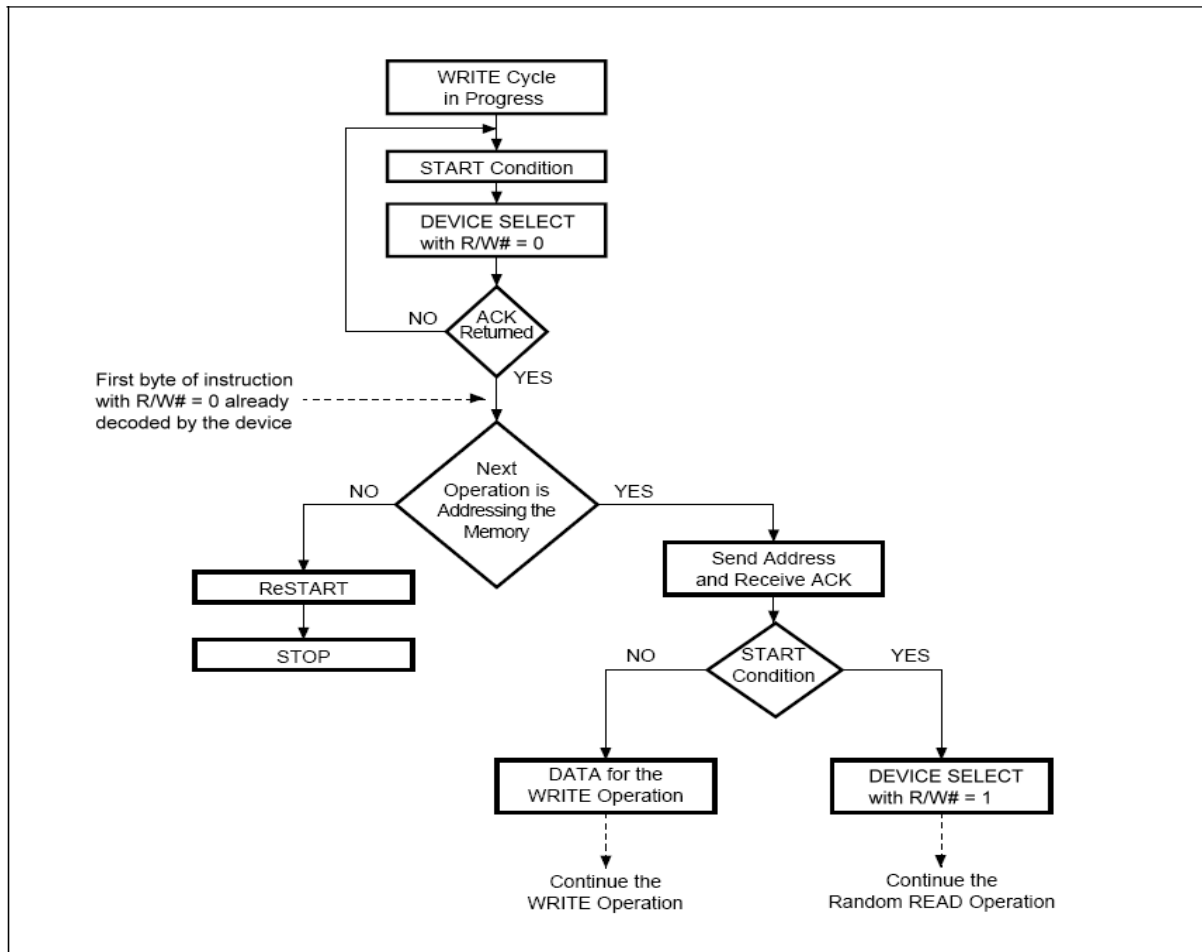 WRITE Cycle
in Progress
START Condition
DEVICE SELECT
with R/W# = 0
ACK
Returned
NO
YES
First byte of instruction
with R/W# = 0 already
decoded by the device
Next
Operation is
Addressing the
Memory
NO
YES
ReSTART
STOP
Send Address
and Receive ACK
START
Condition
NO
YES
DATA for the
WRITE Operation
DEVICE SELECT
with R/W# = 1
Continue the
WRITE Operation
Continue the
Random READ Operation